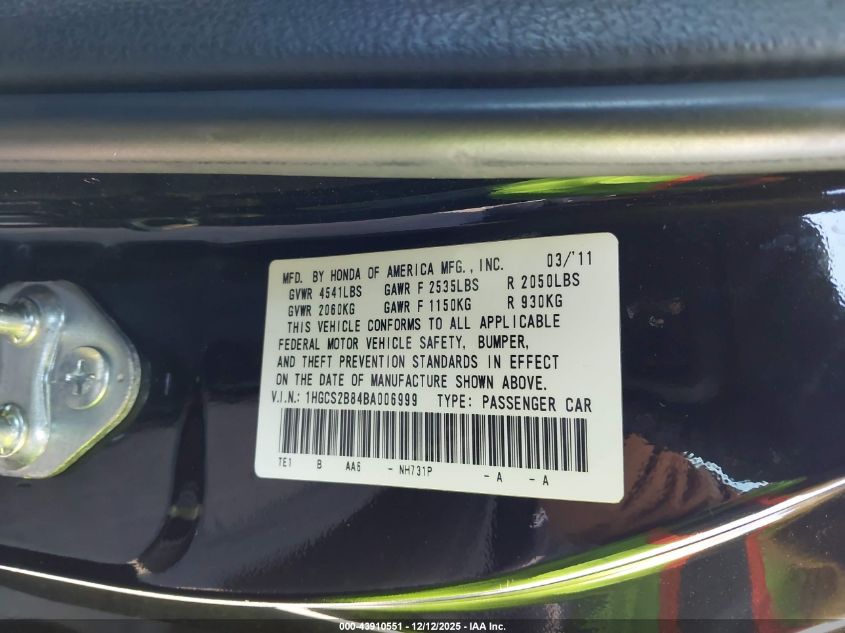 MFD. BY HONDA OF AMERICA MFG., INC. 03/'11
GVWR 4541LBS GAWR F 2535LBS R 2050LBS
GVWR 2060KG GAWR F 1150KG R 930KG
THIS VEHICLE CONFORMS TO ALL APPLICABLE
FEDERAL MOTOR VEHICLE SAFETY, BUMPER,
AND THEFT PREVENTION STANDARDS IN EFFECT
ON THE DATE OF MANUFACTURE SHOWN ABOVE.
V.I.N.: 1HGCS2B84BA006999 TYPE: PASSENGER CAR
TE1 B AA6 - NH731P - A - A
000-43910551 - 12/12/2025 - IAA Inc.